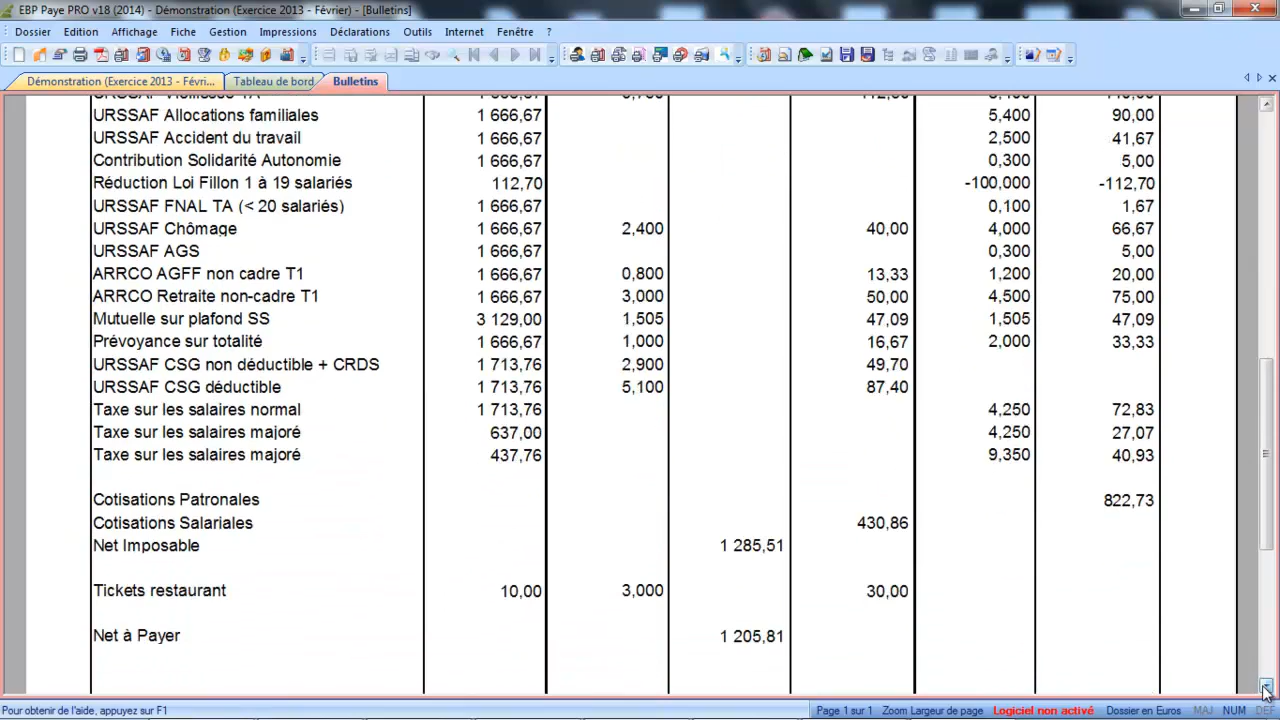 EBP Paye PRO v18 (2014) - Démonstration (Exercice 2013 - Février) - [Bulletins]
Dossier Edition Affichage Fiche Gestion Impressions Déclarations Outils Internet Fenêtre ?
Démonstration (Exercice 2013 - Févri... Tableau de bord Bulletins
URSSAF Allocations familiales 1 666,67 5,400 90,00
URSSAF Accident du travail 1 666,67 2,500 41,67
Contribution Solidarité Autonomie 1 666,67 0,300 5,00
Réduction Loi Fillon 1 à 19 salariés 112,70 -100,000 -112,70
URSSAF FNAL TA (< 20 salariés) 1 666,67 0,100 1,67
URSSAF Chômage 1 666,67 2,400 40,00 4,000 66,67
URSSAF AGS 1 666,67 0,300 5,00
ARRCO AGFF non cadre T1 1 666,67 0,800 13,33 1,200 20,00
ARRCO Retraite non-cadre T1 1 666,67 3,000 50,00 4,500 75,00
Mutuelle sur plafond SS 3 129,00 1,505 47,09 1,505 47,09
Prévoyance sur totalité 1 666,67 1,000 16,67 2,000 33,33
URSSAF CSG non déductible + CRDS 1 713,76 2,900 49,70
URSSAF CSG déductible 1 713,76 5,100 87,40
Taxe sur les salaires normal 1 713,76 4,250 72,83
Taxe sur les salaires majoré 637,00 4,250 27,07
Taxe sur les salaires majoré 437,76 9,350 40,93
Cotisations Patronales 822,73
Cotisations Salariales 430,86
Net Imposable 1 285,51
Tickets restaurant 10,00 3,000 30,00
Net à Payer 1 205,81
Pour obtenir de l'aide, appuyez sur F1 Page 1 sur 1 Zoom Largeur de page Logiciel non activé Dossier en Euros MAJ NUM DEF